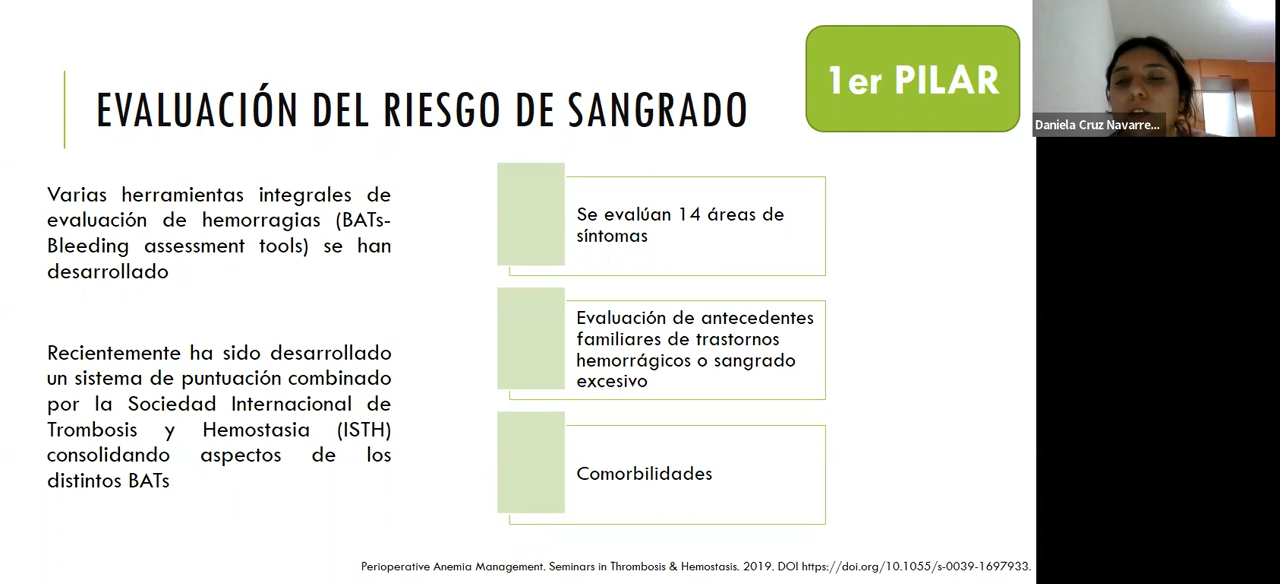 1er PILAR
EVALUACIÓN DEL RIESGO DE SANGRADO
Daniela Cruz Navarre...
Varias herramientas integrales de
evaluación de hemorragias (BATs-
Bleeding assessment tools) se han
desarrollado
Recientemente ha sido desarrollado
un sistema de puntuación combinado
por la Sociedad Internacional de
Trombosis y Hemostasia (ISTH)
consolidando aspectos de los
distintos BATs
Se evalúan 14 áreas de
síntomas
Evaluación de antecedentes
familiares de trastornos
hemorrágicos o sangrado
excesivo
Comorbilidades
Perioperative Anemia Management. Seminars in Thrombosis & Hemostasis. 2019. DOI https://doi.org/10.1055/s-0039-1697933.